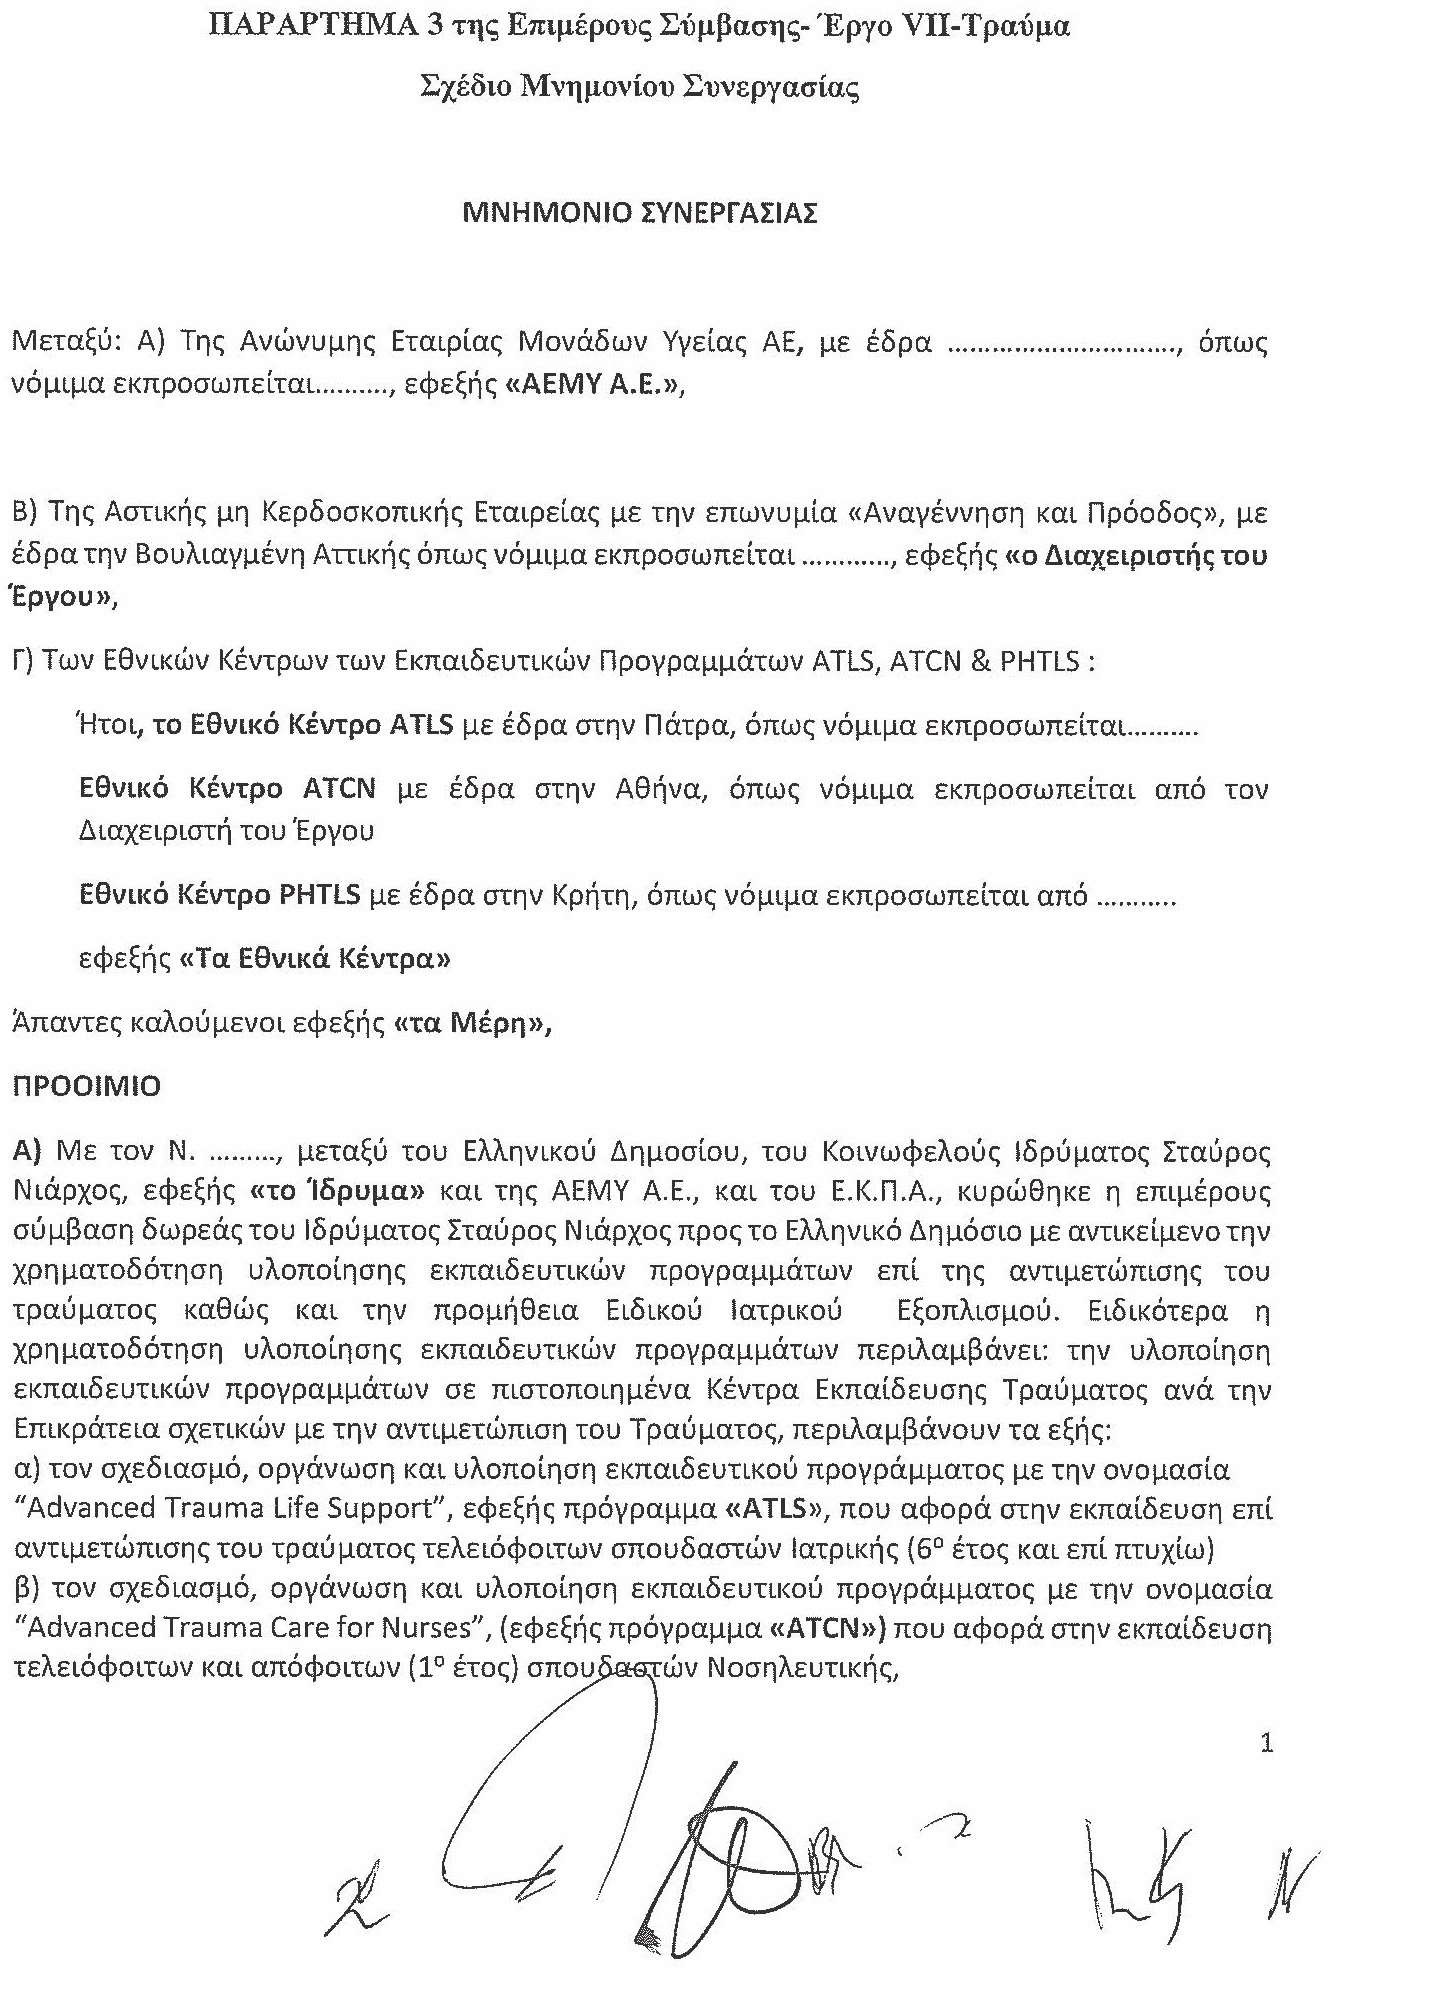 ΠΑΡΑΡΤΗΜΑ 3 της Επιμέρους Σύμβασης- Έργο VII-Τραύμα
Σχέδιο Μνημονίου Συνεργασίας
ΜΝΗΜΟΝΙΟ ΣΥΝΕΡΓΑΣΙΑΣ
Μεταξύ: Α) Της Ανώνυμης Εταιρίας Μονάδων Υγείας ΑΕ, με έδρα ..............................., όπως
νόμιμα εκπροσωπείται.........., εφεξής «ΑΕΜΥ Α.Ε.»,
Β) Της Αστικής μη Κερδοσκοπικής Εταιρείας με την επωνυμία «Αναγέννηση και Πρόοδος», με
έδρα την Βουλιαγμένη Αττικής όπως νόμιμα εκπροσωπείται ............, εφεξής «ο Διαχειριστής του
Έργου»,
Γ) Των Εθνικών Κέντρων των Εκπαιδευτικών Προγραμμάτων ATLS, ATCN & PHTLS :
Ήτοι, το Εθνικό Κέντρο ATLS με έδρα στην Πάτρα, όπως νόμιμα εκπροσωπείται..........
Εθνικό Κέντρο ATCN με έδρα στην Αθήνα, όπως νόμιμα εκπροσωπείται από τον
Διαχειριστή του Έργου
Εθνικό Κέντρο PHTLS με έδρα στην Κρήτη, όπως νόμιμα εκπροσωπείται από ...........
εφεξής «Τα Εθνικά Κέντρα»
Άπαντες καλούμενοι εφεξής «τα Μέρη»,
ΠΡΟΟΙΜΙΟ
Α) Με τον Ν. ........., μεταξύ του Ελληνικού Δημοσίου, του Κοινωφελούς Ιδρύματος Σταύρος
Νιάρχος, εφεξής «το Ίδρυμα» και της ΑΕΜΥ Α.Ε., και του Ε.Κ.Π.Α., κυρώθηκε η επιμέρους
σύμβαση δωρεάς του Ιδρύματος Σταύρος Νιάρχος προς το Ελληνικό Δημόσιο με αντικείμενο την
χρηματοδότηση υλοποίησης εκπαιδευτικών προγραμμάτων επί της αντιμετώπισης του
τραύματος καθώς και την προμήθεια Ειδικού Ιατρικού Εξοπλισμού. Ειδικότερα η
χρηματοδότηση υλοποίησης εκπαιδευτικών προγραμμάτων περιλαμβάνει: την υλοποίηση
εκπαιδευτικών προγραμμάτων σε πιστοποιημένα Κέντρα Εκπαίδευσης Τραύματος ανά την
Επικράτεια σχετικών με την αντιμετώπιση του Τραύματος, περιλαμβάνουν τα εξής:
α) τον σχεδιασμό, οργάνωση και υλοποίηση εκπαιδευτικού προγράμματος με την ονομασία
"Advanced Trauma Life Support", εφεξής πρόγραμμα «ATLS», που αφορά στην εκπαίδευση επί
αντιμετώπισης του τραύματος τελειόφοιτων σπουδαστών Ιατρικής (6ο έτος και επί πτυχίω)
β) τον σχεδιασμό, οργάνωση και υλοποίηση εκπαιδευτικού προγράμματος με την ονομασία
"Advanced Trauma Care for Nurses", (εφεξής πρόγραμμα «ATCN») που αφορά στην εκπαίδευση
τελειόφοιτων και απόφοιτων (1ο έτος) σπουδαστών Νοσηλευτικής,
1